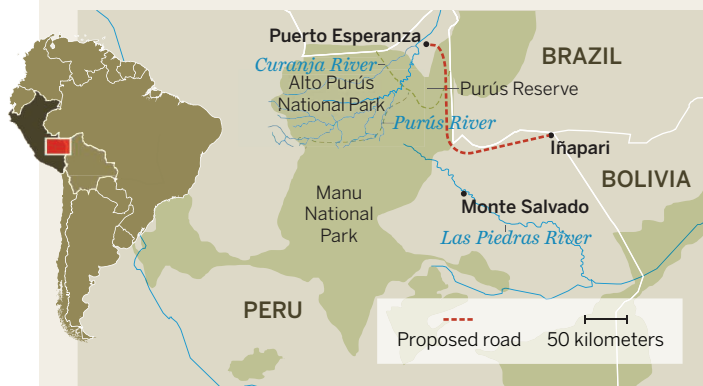 Puerto Esperanza
BRAZIL
Curanja River
Alto Purús
National Park
Purús Reserve
Purús River
Iñapari
BOLIVIA
Manu
National
Park
Monte Salvado
Las Piedras River
PERU
Proposed road
50 kilometers